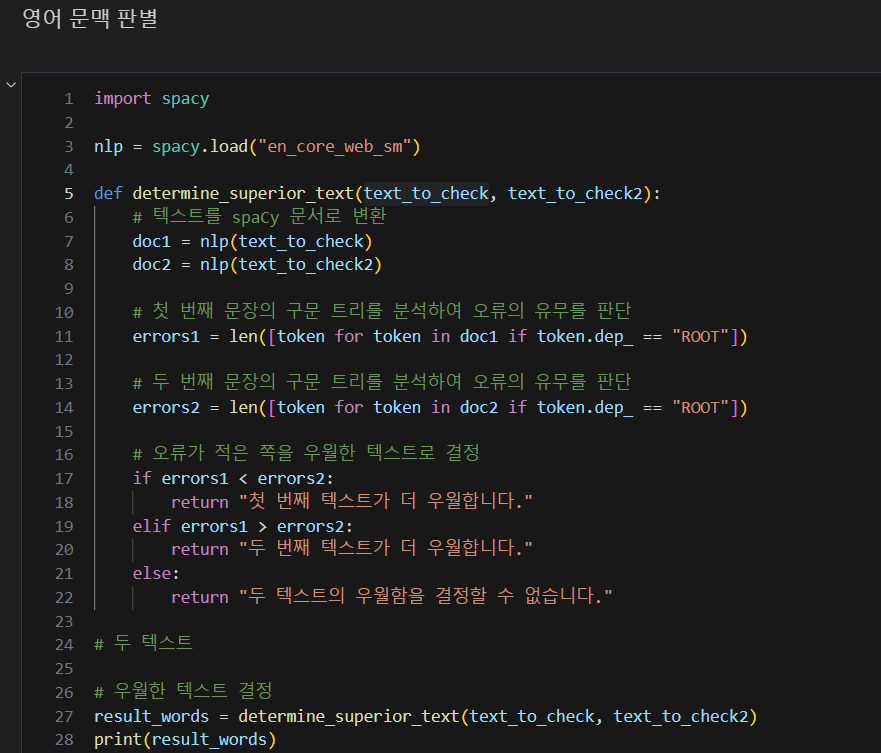 영어 문맥 판별
1 import spacy
2
3 nlp = spacy.load("en_core_web_sm")
4
5 def determine_superior_text(text_to_check, text_to_check2):
6     # 텍스트를 spaCy 문서로 변환
7     doc1 = nlp(text_to_check)
8     doc2 = nlp(text_to_check2)
9
10     # 첫 번째 문장의 구문 트리를 분석하여 오류의 유무를 판단
11     errors1 = len([token for token in doc1 if token.dep_ == "ROOT"])
12
13     # 두 번째 문장의 구문 트리를 분석하여 오류의 유무를 판단
14     errors2 = len([token for token in doc2 if token.dep_ == "ROOT"])
15
16     # 오류가 적은 쪽을 우월한 텍스트로 결정
17     if errors1 < errors2:
18         return "첫 번째 텍스트가 더 우월합니다."
19     elif errors1 > errors2:
20         return "두 번째 텍스트가 더 우월합니다."
21     else:
22         return "두 텍스트의 우월함을 결정할 수 없습니다."
23
24 # 두 텍스트
25
26 # 우월한 텍스트 결정
27 result_words = determine_superior_text(text_to_check, text_to_check2)
28 print(result_words)